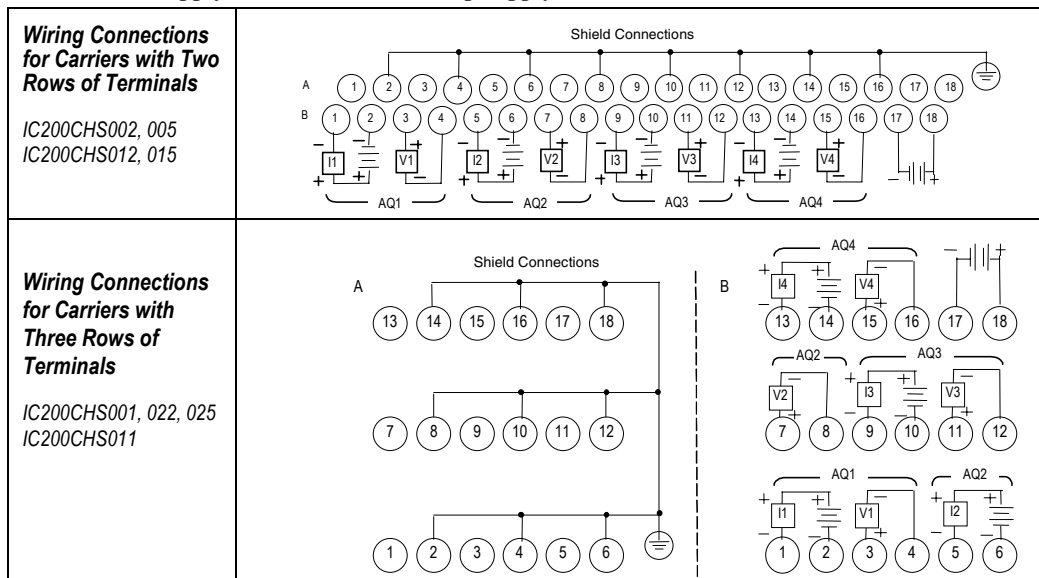 Wiring Connections
for Carriers with Two
Rows of Terminals
IC200CHS002, 005
IC200CHS012, 015
Shield Connections
A 1 2 3 4 5 6 7 8 9 10 11 12 13 14 15 16 17 18
B 1 2 3 4 5 6 7 8 9 10 11 12 13 14 15 16 17 18
I1 V1 I2 V2 I3 V3 I4 V4
AQ1 AQ2 AQ3 AQ4
Wiring Connections
for Carriers with
Three Rows of
Terminals
IC200CHS001, 022, 025
IC200CHS011
Shield Connections
A
13 14 15 16 17 18
7 8 9 10 11 12
1 2 3 4 5 6
B
AQ4
I4 V4
13 14 15 16 17 18
AQ2 AQ3
V2 I3 V3
7 8 9 10 11 12
AQ1 AQ2
I1 V1 I2
1 2 3 4 5 6